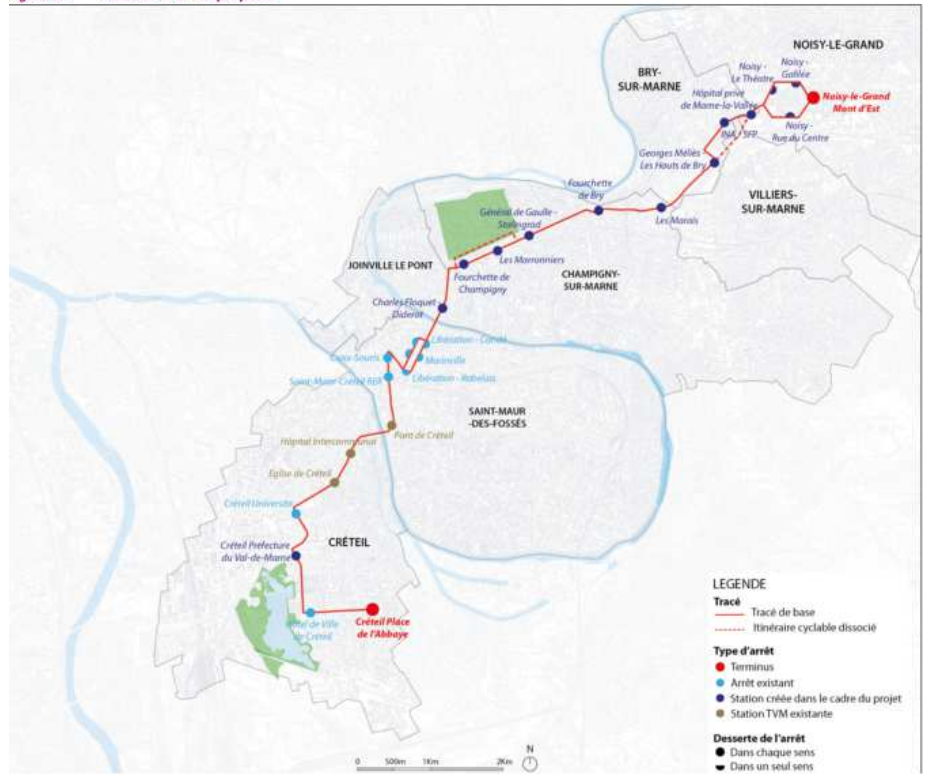 NOISY-LE-GRAND
BRY-
SUR-MARNE
Noisy -
Le Théatre
Noisy -
Galilée
Noisy-le-Grand
Mont d'Est
Hôpital privé
de Marne-la-Vallée
INA / SFP
Noisy -
Rue du Centre
Georges Méliès
Les Hauts de Bry
VILLIERS-
SUR-MARNE
Fourchette
de Bry
Les Marais
Général de Gaulle -
Stalingrad
Les Marronniers
JOINVILLE LE PONT
Fourchette de
Champigny
CHAMPIGNY-
SUR-MARNE
Charles Floquet -
Diderot
Libération -
Marinville
Libération - Rabelais
Saint-Maur-Créteil RER
SAINT-MAUR
-DES-FOSSÉS
Pont de Créteil
Hôpital Intercommunal
Eglise de Créteil
Créteil Université
CRÉTEIL
Créteil Préfecture
du Val-de-Marne
Hôtel de Ville
de Créteil
Créteil Place
de l'Abbaye
LEGENDE
Tracé
Tracé de base
Itinéraire cyclable dissocié
Type d'arrêt
Terminus
Arrêt existant
Station créée dans le cadre du projet
Station TVM existante
Desserte de l'arrêt
Dans chaque sens
Dans un seul sens
0 500m 1Km 2Km
N